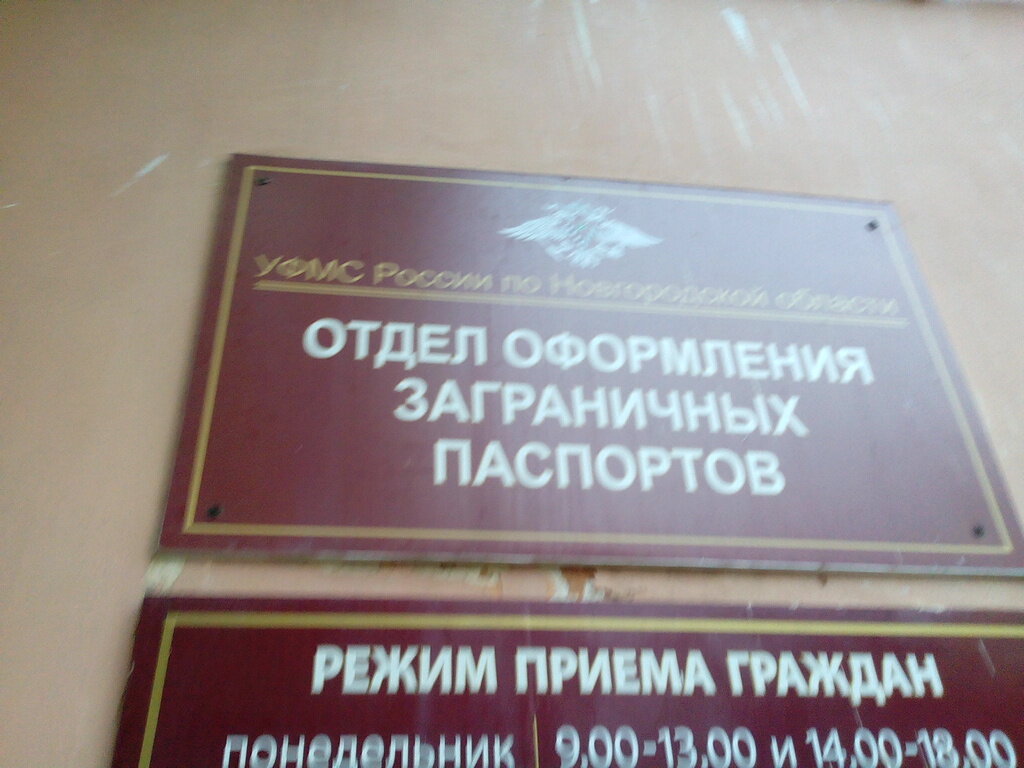 УФМС России по Новгородской области
ОТДЕЛ ОФОРМЛЕНИЯ
ЗАГРАНИЧНЫХ
ПАСПОРТОВ
РЕЖИМ ПРИЕМА ГРАЖДАН
понедельник 9.00-13.00 и 14.00-18.00